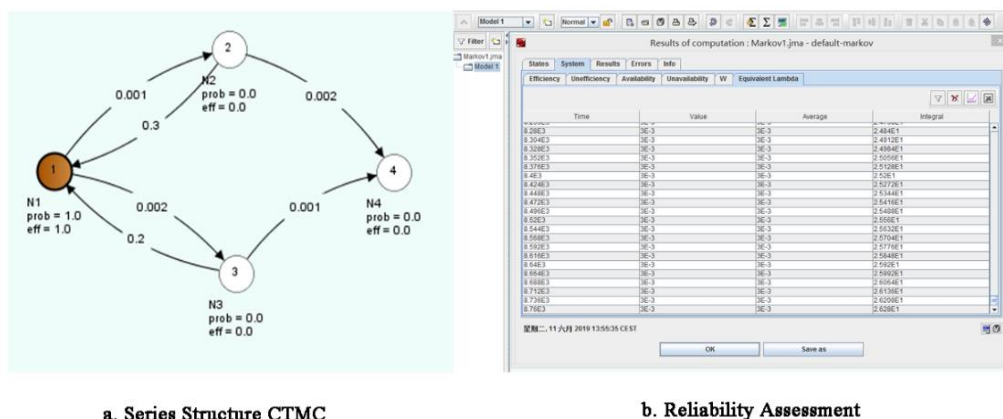 2
N2
prob = 0.0
eff = 0.0
0.001
0.002
0.3
1
4
N1
prob = 1.0
eff = 1.0
0.002
0.001
N4
prob = 0.0
eff = 0.0
0.2
3
N3
prob = 0.0
eff = 0.0
a. Series Structure CTMC
Model 1
Normal
Filter
Markov1.jma
Model 1
Results of computation : Markov1.jma - default-markov
States System Results Errors Info
Efficiency Unefficiency Availability Unavailability W Equivalent Lambda
Time Value Average Integral
8.28E3 3E-3 3E-3 2.484E1
8.304E3 3E-3 3E-3 2.4912E1
8.328E3 3E-3 3E-3 2.4984E1
8.352E3 3E-3 3E-3 2.5056E1
8.376E3 3E-3 3E-3 2.5128E1
8.4E3 3E-3 3E-3 2.52E1
8.424E3 3E-3 3E-3 2.5272E1
8.448E3 3E-3 3E-3 2.5344E1
8.472E3 3E-3 3E-3 2.5416E1
8.496E3 3E-3 3E-3 2.5488E1
8.52E3 3E-3 3E-3 2.556E1
8.544E3 3E-3 3E-3 2.5632E1
8.568E3 3E-3 3E-3 2.5704E1
8.592E3 3E-3 3E-3 2.5776E1
8.616E3 3E-3 3E-3 2.5848E1
8.64E3 3E-3 3E-3 2.592E1
8.664E3 3E-3 3E-3 2.5992E1
8.688E3 3E-3 3E-3 2.6064E1
8.712E3 3E-3 3E-3 2.6136E1
8.736E3 3E-3 3E-3 2.6208E1
8.76E3 3E-3 3E-3 2.628E1
星期二, 11 六月 2019 13:55:35 CEST
OK Save as
b. Reliability Assessment